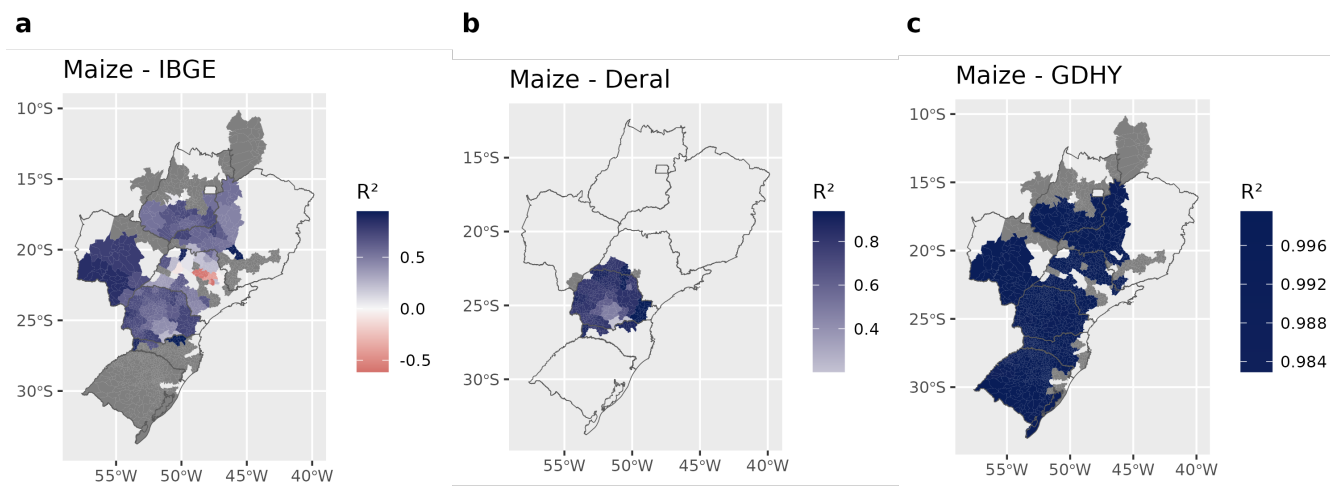 a
Maize - IBGE
10°S
15°S
20°S
25°S
30°S
55°W 50°W 45°W 40°W
R²
0.5
0.0
-0.5
b
Maize - Deral
15°S
20°S
25°S
30°S
55°W 50°W 45°W 40°W
R²
0.8
0.6
0.4
c
Maize - GDHY
10°S
15°S
20°S
25°S
30°S
55°W 50°W 45°W 40°W
R²
0.996
0.992
0.988
0.984